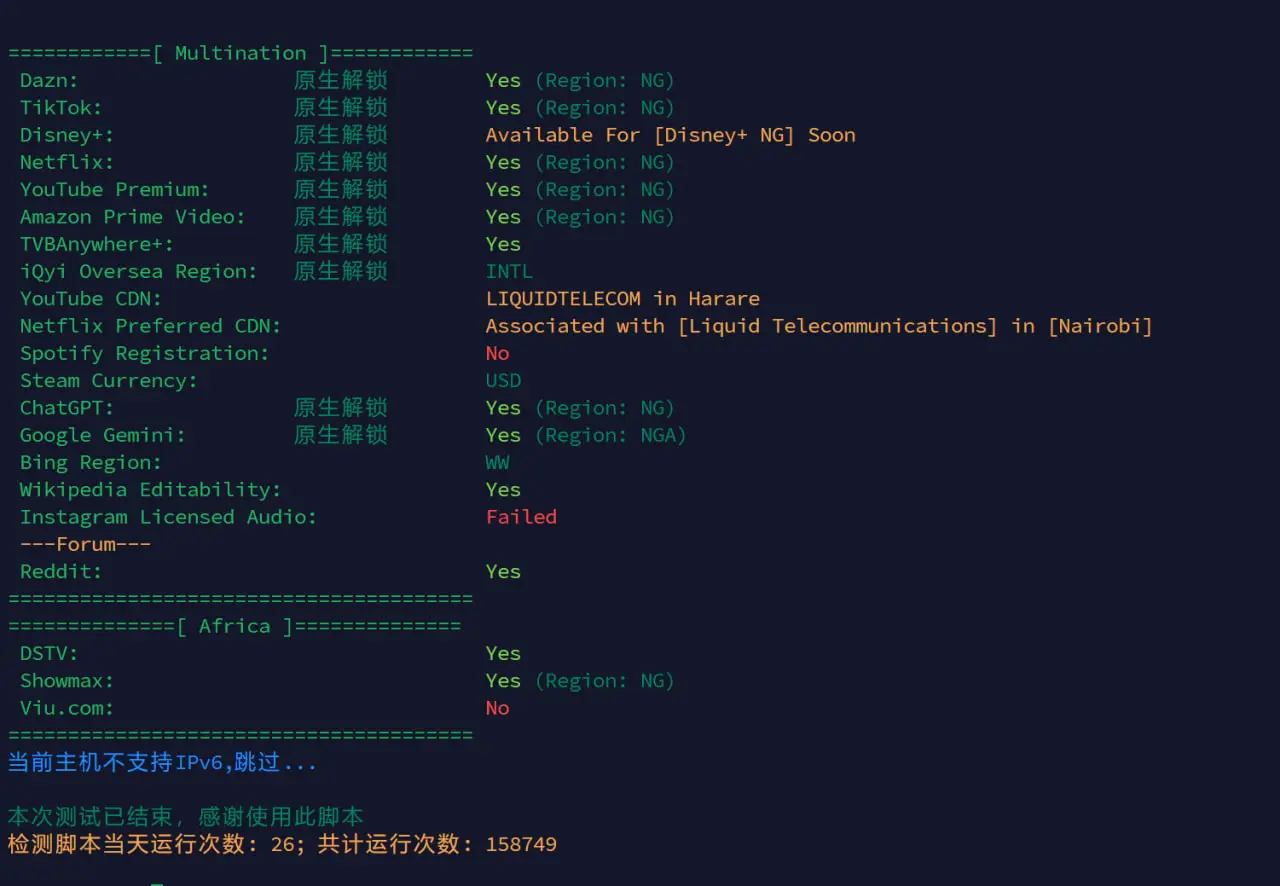 ============[ Multination ]============
Dazn: 原生解锁 Yes (Region: NG)
TikTok: 原生解锁 Yes (Region: NG)
Disney+: 原生解锁 Available For [Disney+ NG] Soon
Netflix: 原生解锁 Yes (Region: NG)
YouTube Premium: 原生解锁 Yes (Region: NG)
Amazon Prime Video: 原生解锁 Yes (Region: NG)
TVBAnywhere+: 原生解锁 Yes
iQyi Oversea Region: 原生解锁 INTL
YouTube CDN: LIQUIDTELECOM in Harare
Netflix Preferred CDN: Associated with [Liquid Telecommunications] in [Nairobi]
Spotify Registration: No
Steam Currency: USD
ChatGPT: 原生解锁 Yes (Region: NG)
Google Gemini: 原生解锁 Yes (Region: NGA)
Bing Region: WW
Wikipedia Editability: Yes
Instagram Licensed Audio: Failed
---Forum---
Reddit: Yes
=======================================
==============[ Africa ]==============
DSTV: Yes
Showmax: Yes (Region: NG)
Viu.com: No
=======================================
当前主机不支持IPv6,跳过...
本次测试已结束，感谢使用此脚本
检测脚本当天运行次数: 26; 共计运行次数: 158749